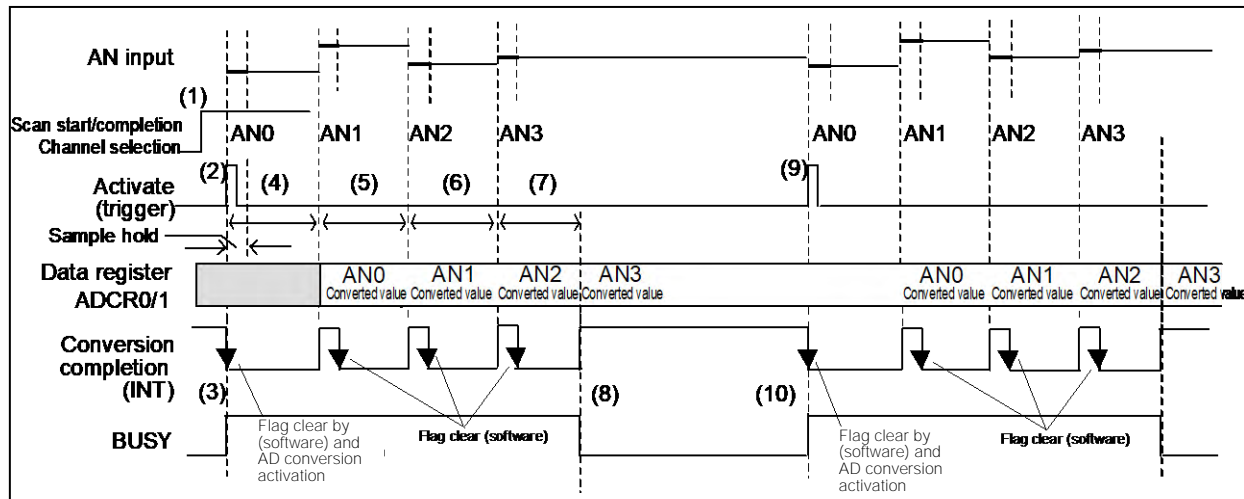 AN input
(1)
Scan start/completion
Channel selection
AN0 AN1 AN2 AN3 AN0 AN1 AN2 AN3
(2) (4) (5) (6) (7) (9)
Activate
(trigger)
Sample hold
Data register
ADCR0/1
AN0 AN1 AN2 AN3 AN0 AN1 AN2 AN3
Converted value Converted value Converted value Converted value Converted value Converted value Converted value Converted value
Conversion
completion
(INT)
(3) (8) (10)
BUSY
Flag clear by
(software) and
AD conversion
activation
Flag clear (software)
Flag clear by
(software) and
AD conversion
activation
Flag clear (software)